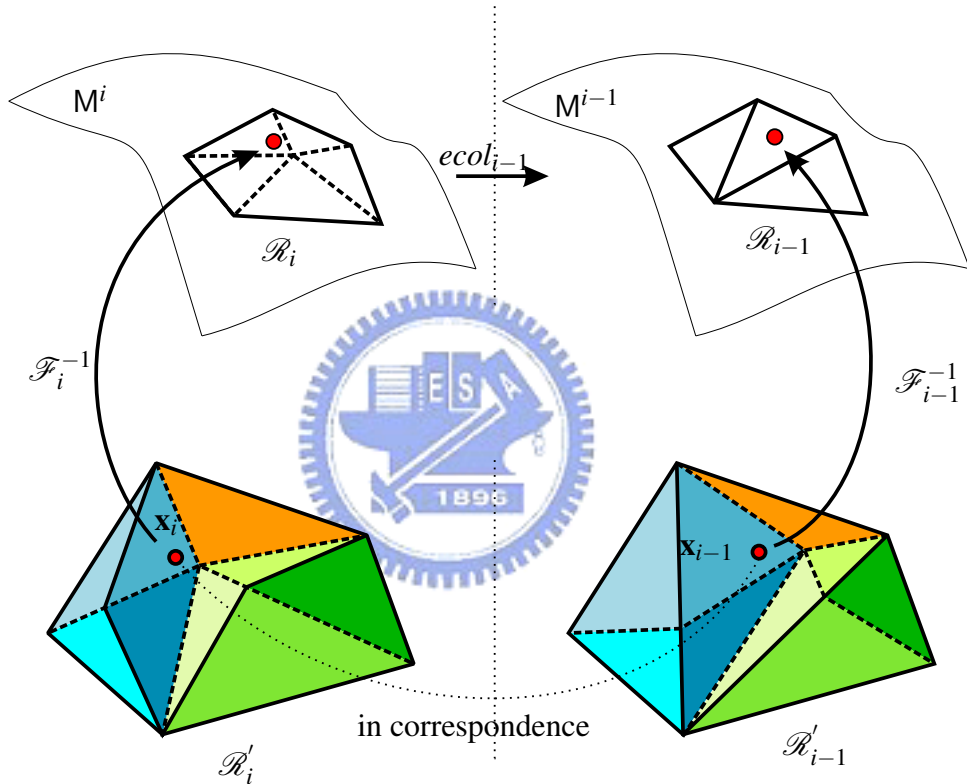 M^i
M^{i−1}
ecol_{i−1}
ℛ_i
ℛ_{i−1}
ℱ_i^{−1}
ℱ_{i−1}^{−1}
E S A
1896
x_i
x_{i−1}
in correspondence
ℛ'_i
ℛ'_{i−1}